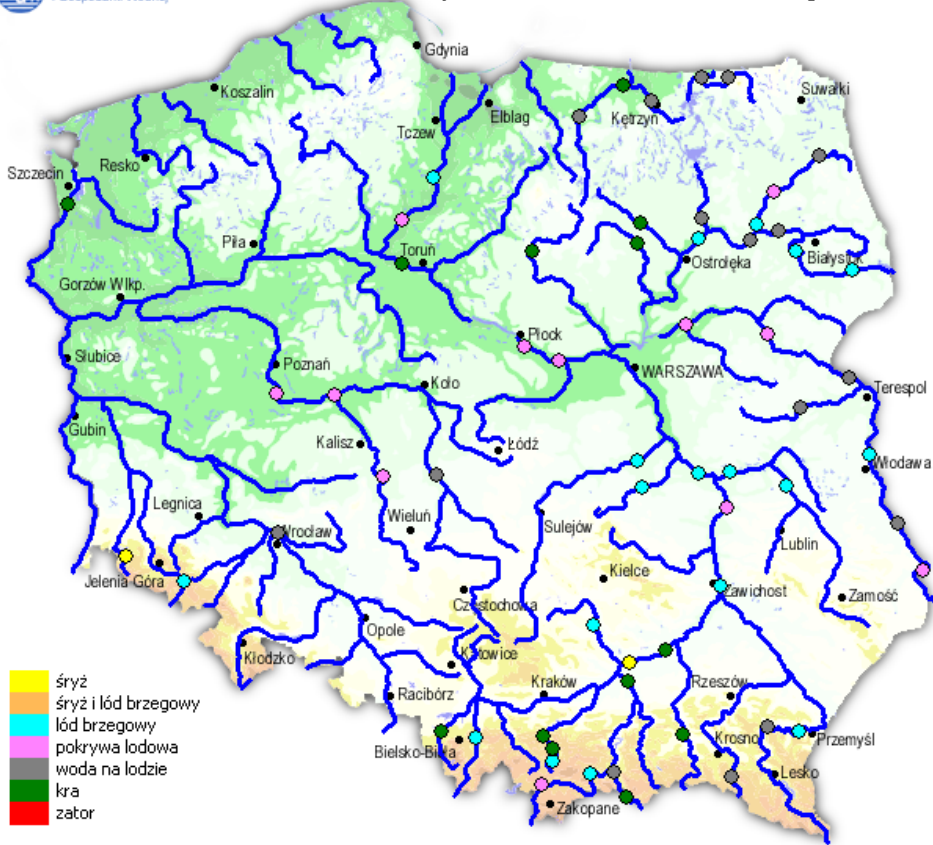 Gdynia
Koszalin
Suwałki
Tczew
Elbląg
Kętrzyn
Resko
Szczecin
Piła
Toruń
Ostrołęka
Białystok
Gorzów Wlkp.
Płock
Słubice
Poznań
WARSZAWA
Koło
Terespol
Gubin
Kalisz
Łódź
Włodawa
Legnica
Wrocław
Wieluń
Sulejów
Lublin
Jelenia Góra
Kielce
Częstochowa
Zawichost
Zamość
Opole
Kłodzko
Katowice
Racibórz
Kraków
Rzeszów
Bielsko-Biała
Krosno
Przemyśl
Lesko
Zakopane
śryż
śryż i lód brzegowy
lód brzegowy
pokrywa lodowa
woda na lodzie
kra
zator